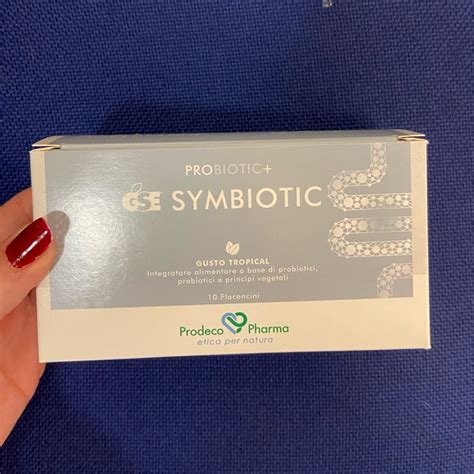 PROBIOTIC+
GSE SYMBIOTIC
GUSTO TROPICAL
Integratore alimentare a base di probiotici,
prebiotici e principi vegetali
10 Flaconcini
Prodeco Pharma
etica per natura